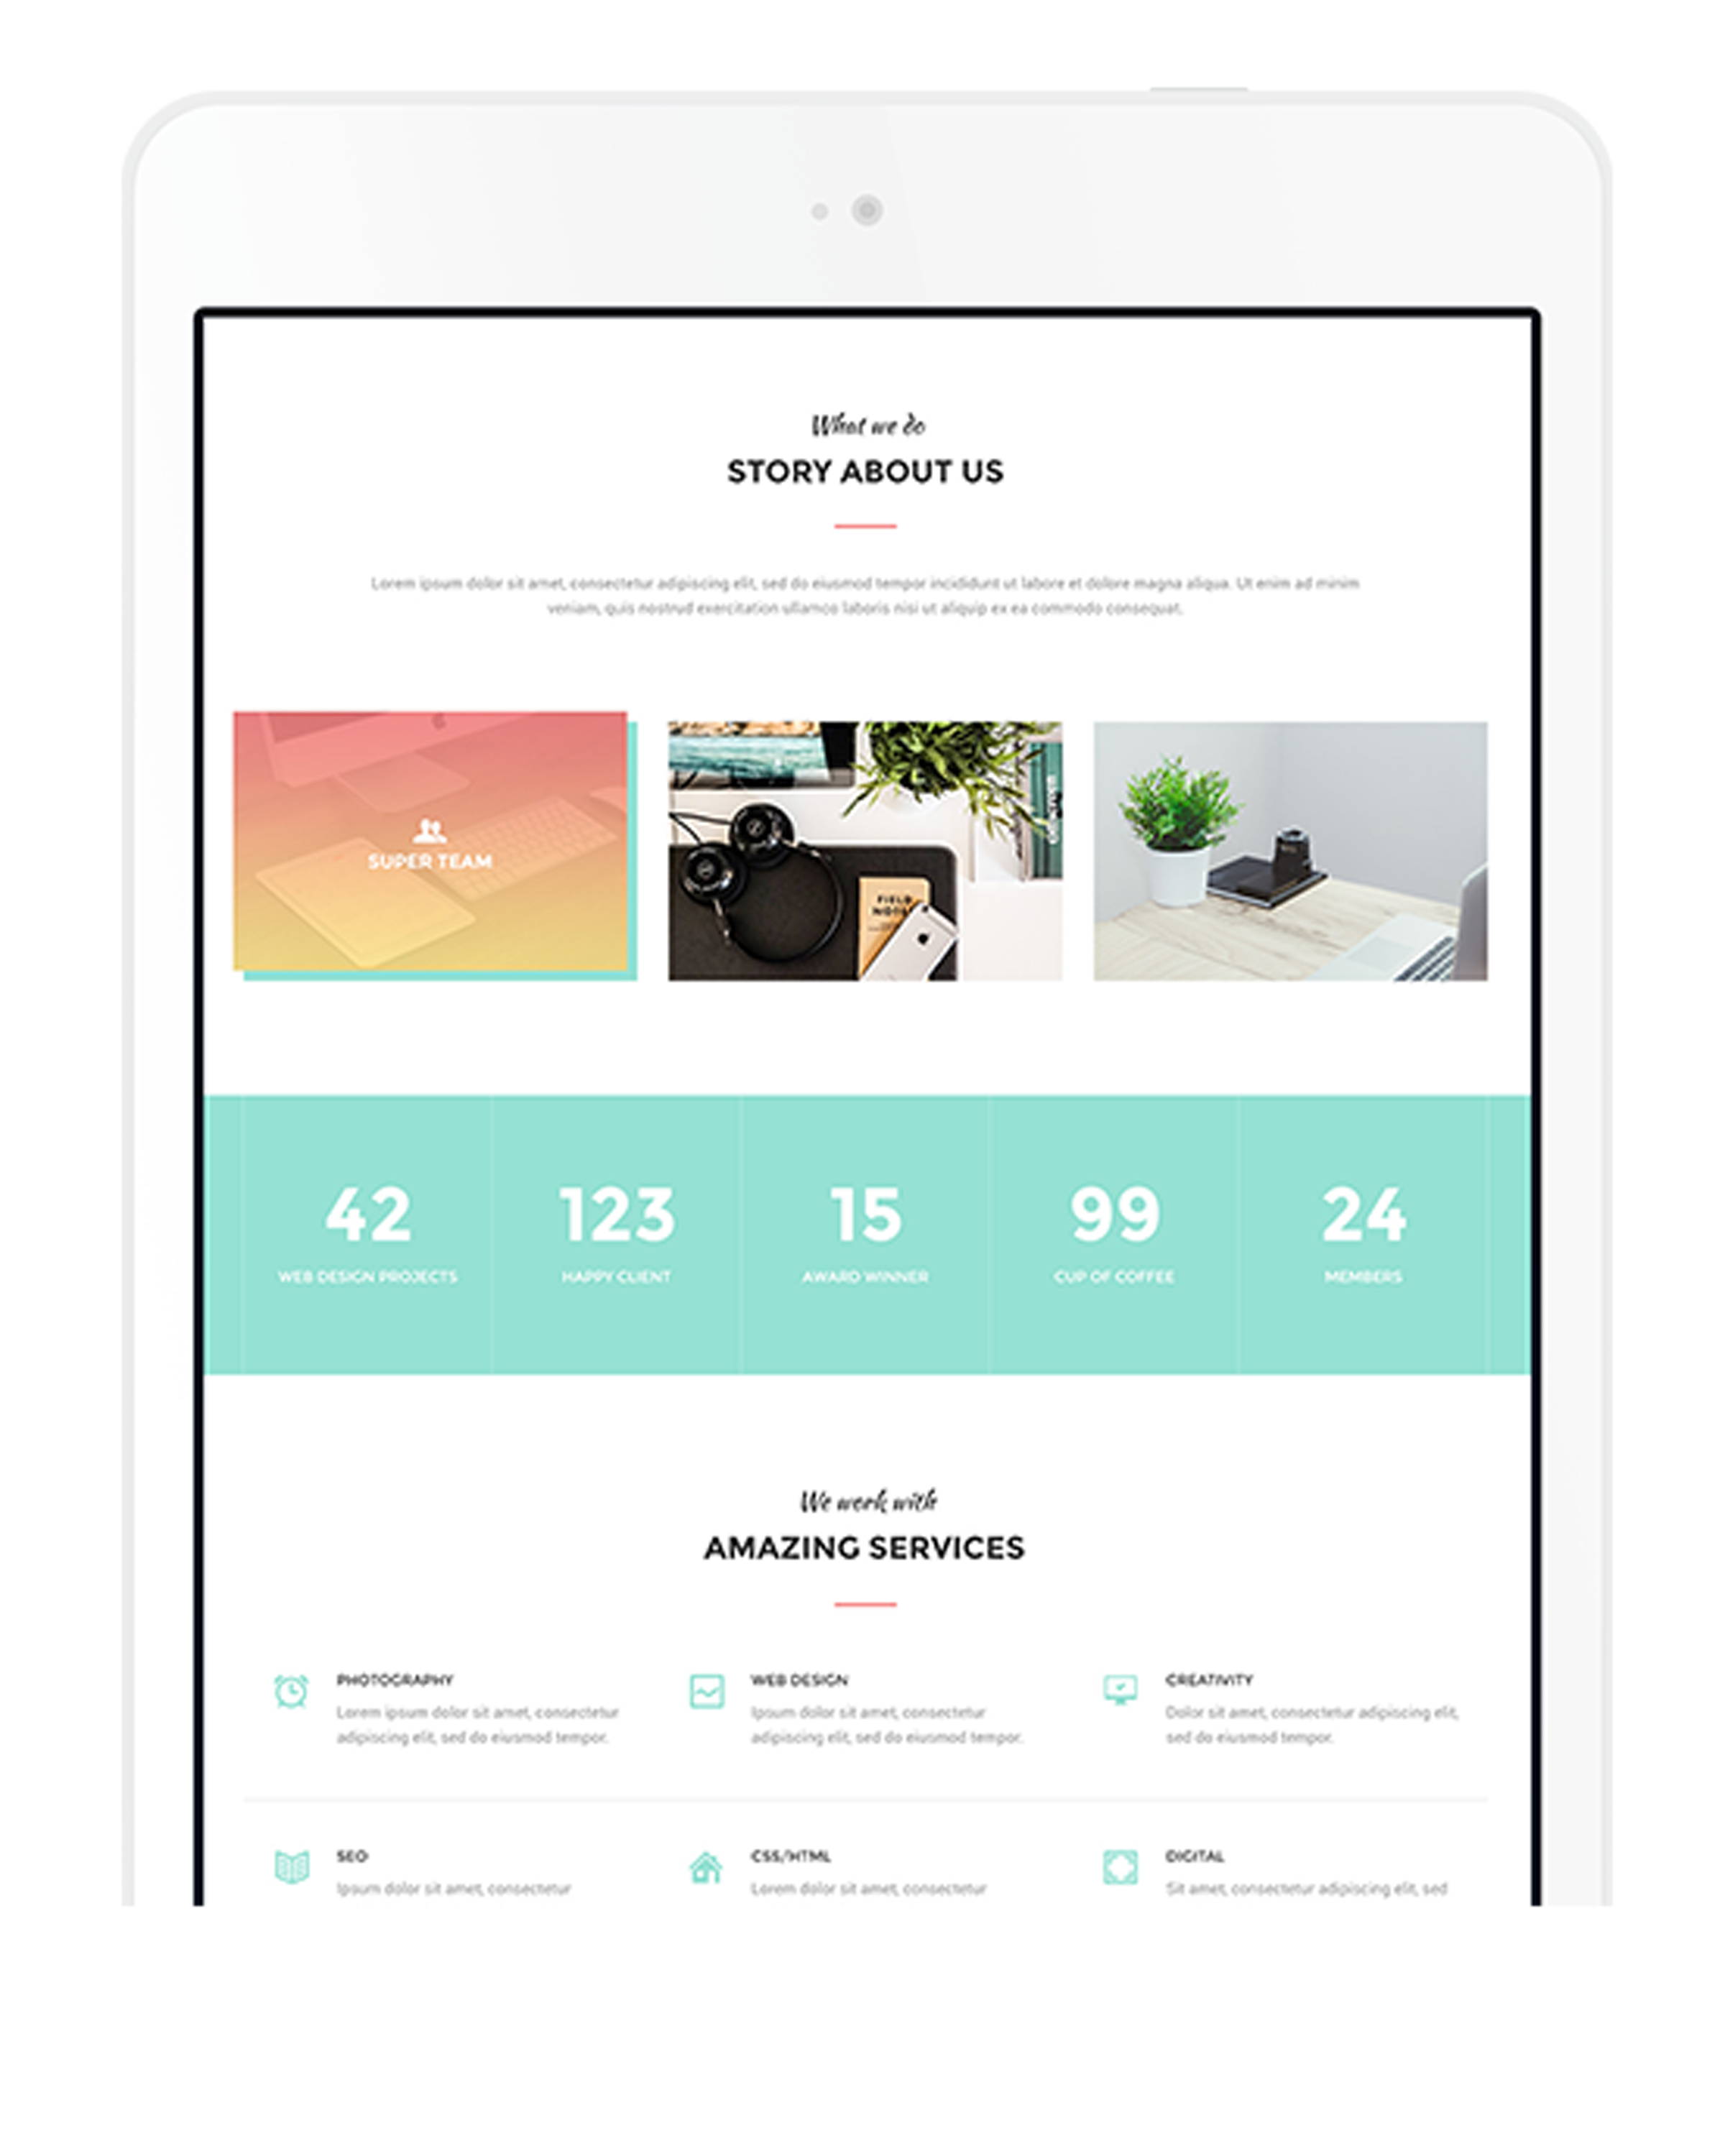 What we do
STORY ABOUT US
Lorem ipsum dolor sit amet, consectetur adipiscing elit, sed do eiusmod tempor incididunt ut labore et dolore magna aliqua. Ut enim ad minim
veniam, quis nostrud exercitation ullamco laboris nisi ut aliquip ex ea commodo consequat.
SUPER TEAM
FIELD
NOTES
42
WEB DESIGN PROJECTS
123
HAPPY CLIENT
15
AWARD WINNER
99
CUP OF COFFEE
24
MEMBERS
We work with
AMAZING SERVICES
PHOTOGRAPHY
Lorem ipsum dolor sit amet, consectetur
adipiscing elit, sed do eiusmod tempor.
WEB DESIGN
Ipsum dolor sit amet, consectetur
adipiscing elit, sed do eiusmod tempor.
CREATIVITY
Dolor sit amet, consectetur adipiscing elit,
sed do eiusmod tempor.
SEO
Ipsum dolor sit amet, consectetur
CSS/HTML
Lorem dolor sit amet, consectetur
DIGITAL
Sit amet, consectetur adipiscing elit, sed